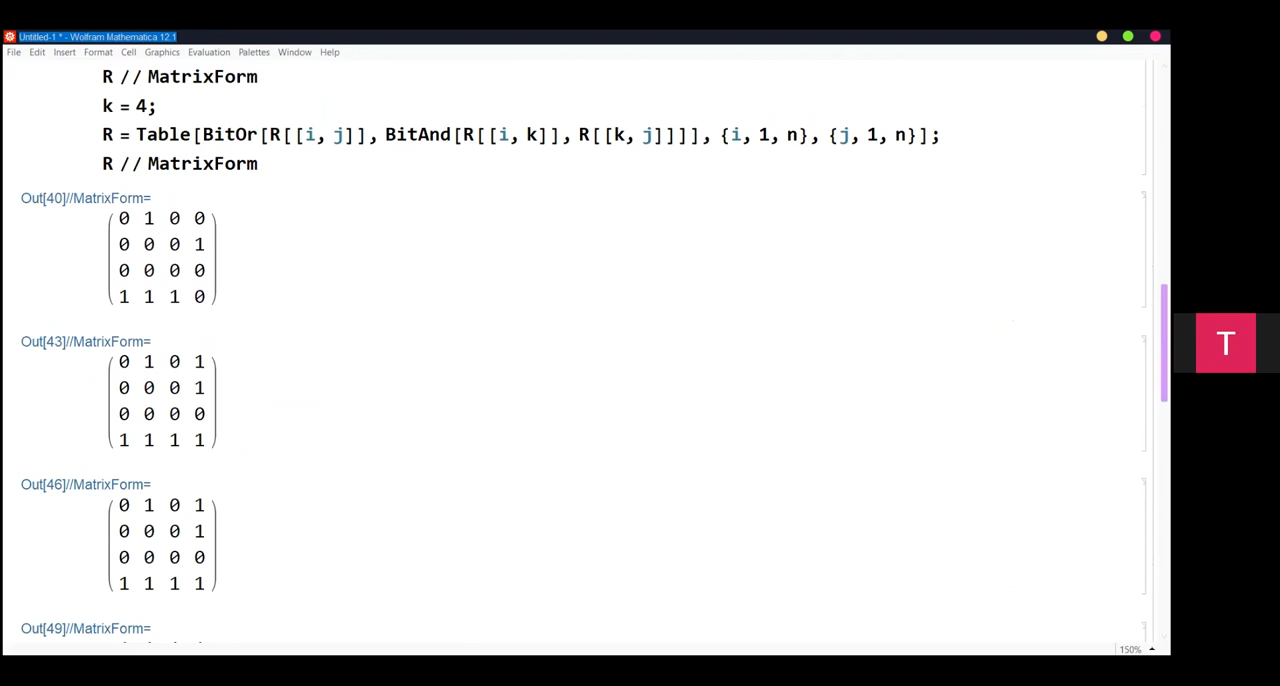 Untitled-1 * - Wolfram Mathematica 12.1
File Edit Insert Format Cell Graphics Evaluation Palettes Window Help
R // MatrixForm
k = 4;
R = Table[BitOr[R[[i, j]], BitAnd[R[[i, k]], R[[k, j]]]], {i, 1, n}, {j, 1, n}];
R // MatrixForm
Out[40]//MatrixForm=
0 1 0 0
0 0 0 1
0 0 0 0
1 1 1 0
Out[43]//MatrixForm=
0 1 0 1
0 0 0 1
0 0 0 0
1 1 1 1
Out[46]//MatrixForm=
0 1 0 1
0 0 0 1
0 0 0 0
1 1 1 1
Out[49]//MatrixForm=
150%
T